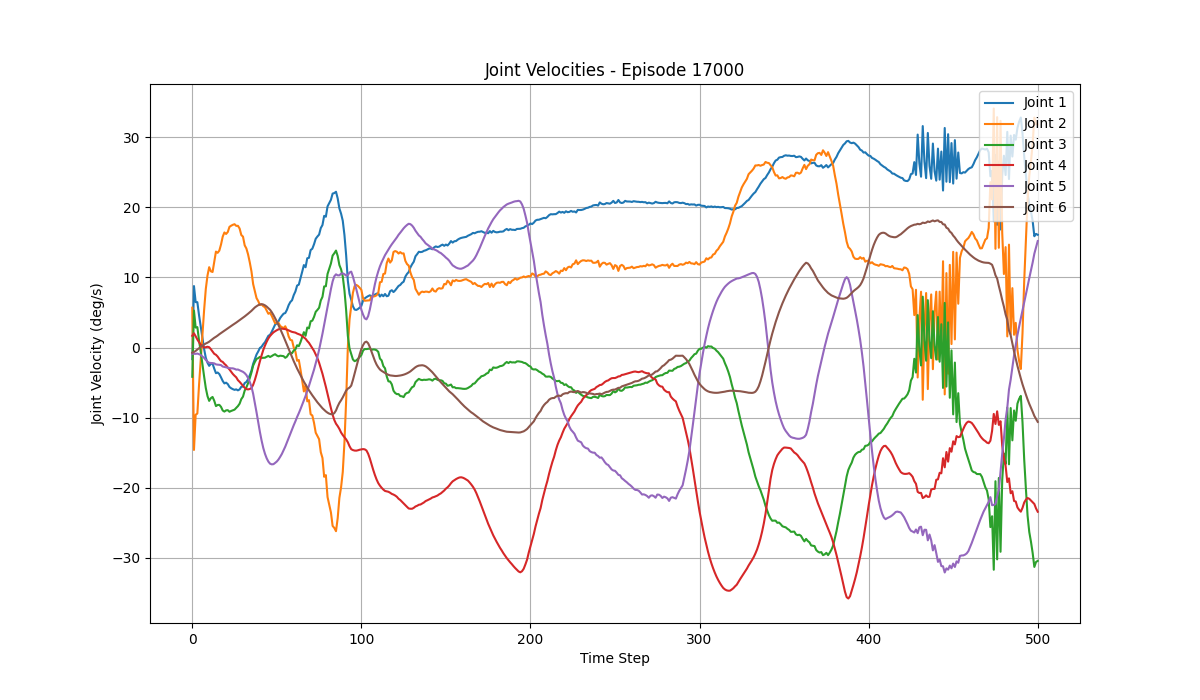 Joint Velocities - Episode 17000
Joint Velocity (deg/s)
30
20
10
0
−10
−20
−30
Joint 1
Joint 2
Joint 3
Joint 4
Joint 5
Joint 6
0
100
200
300
400
500
Time Step